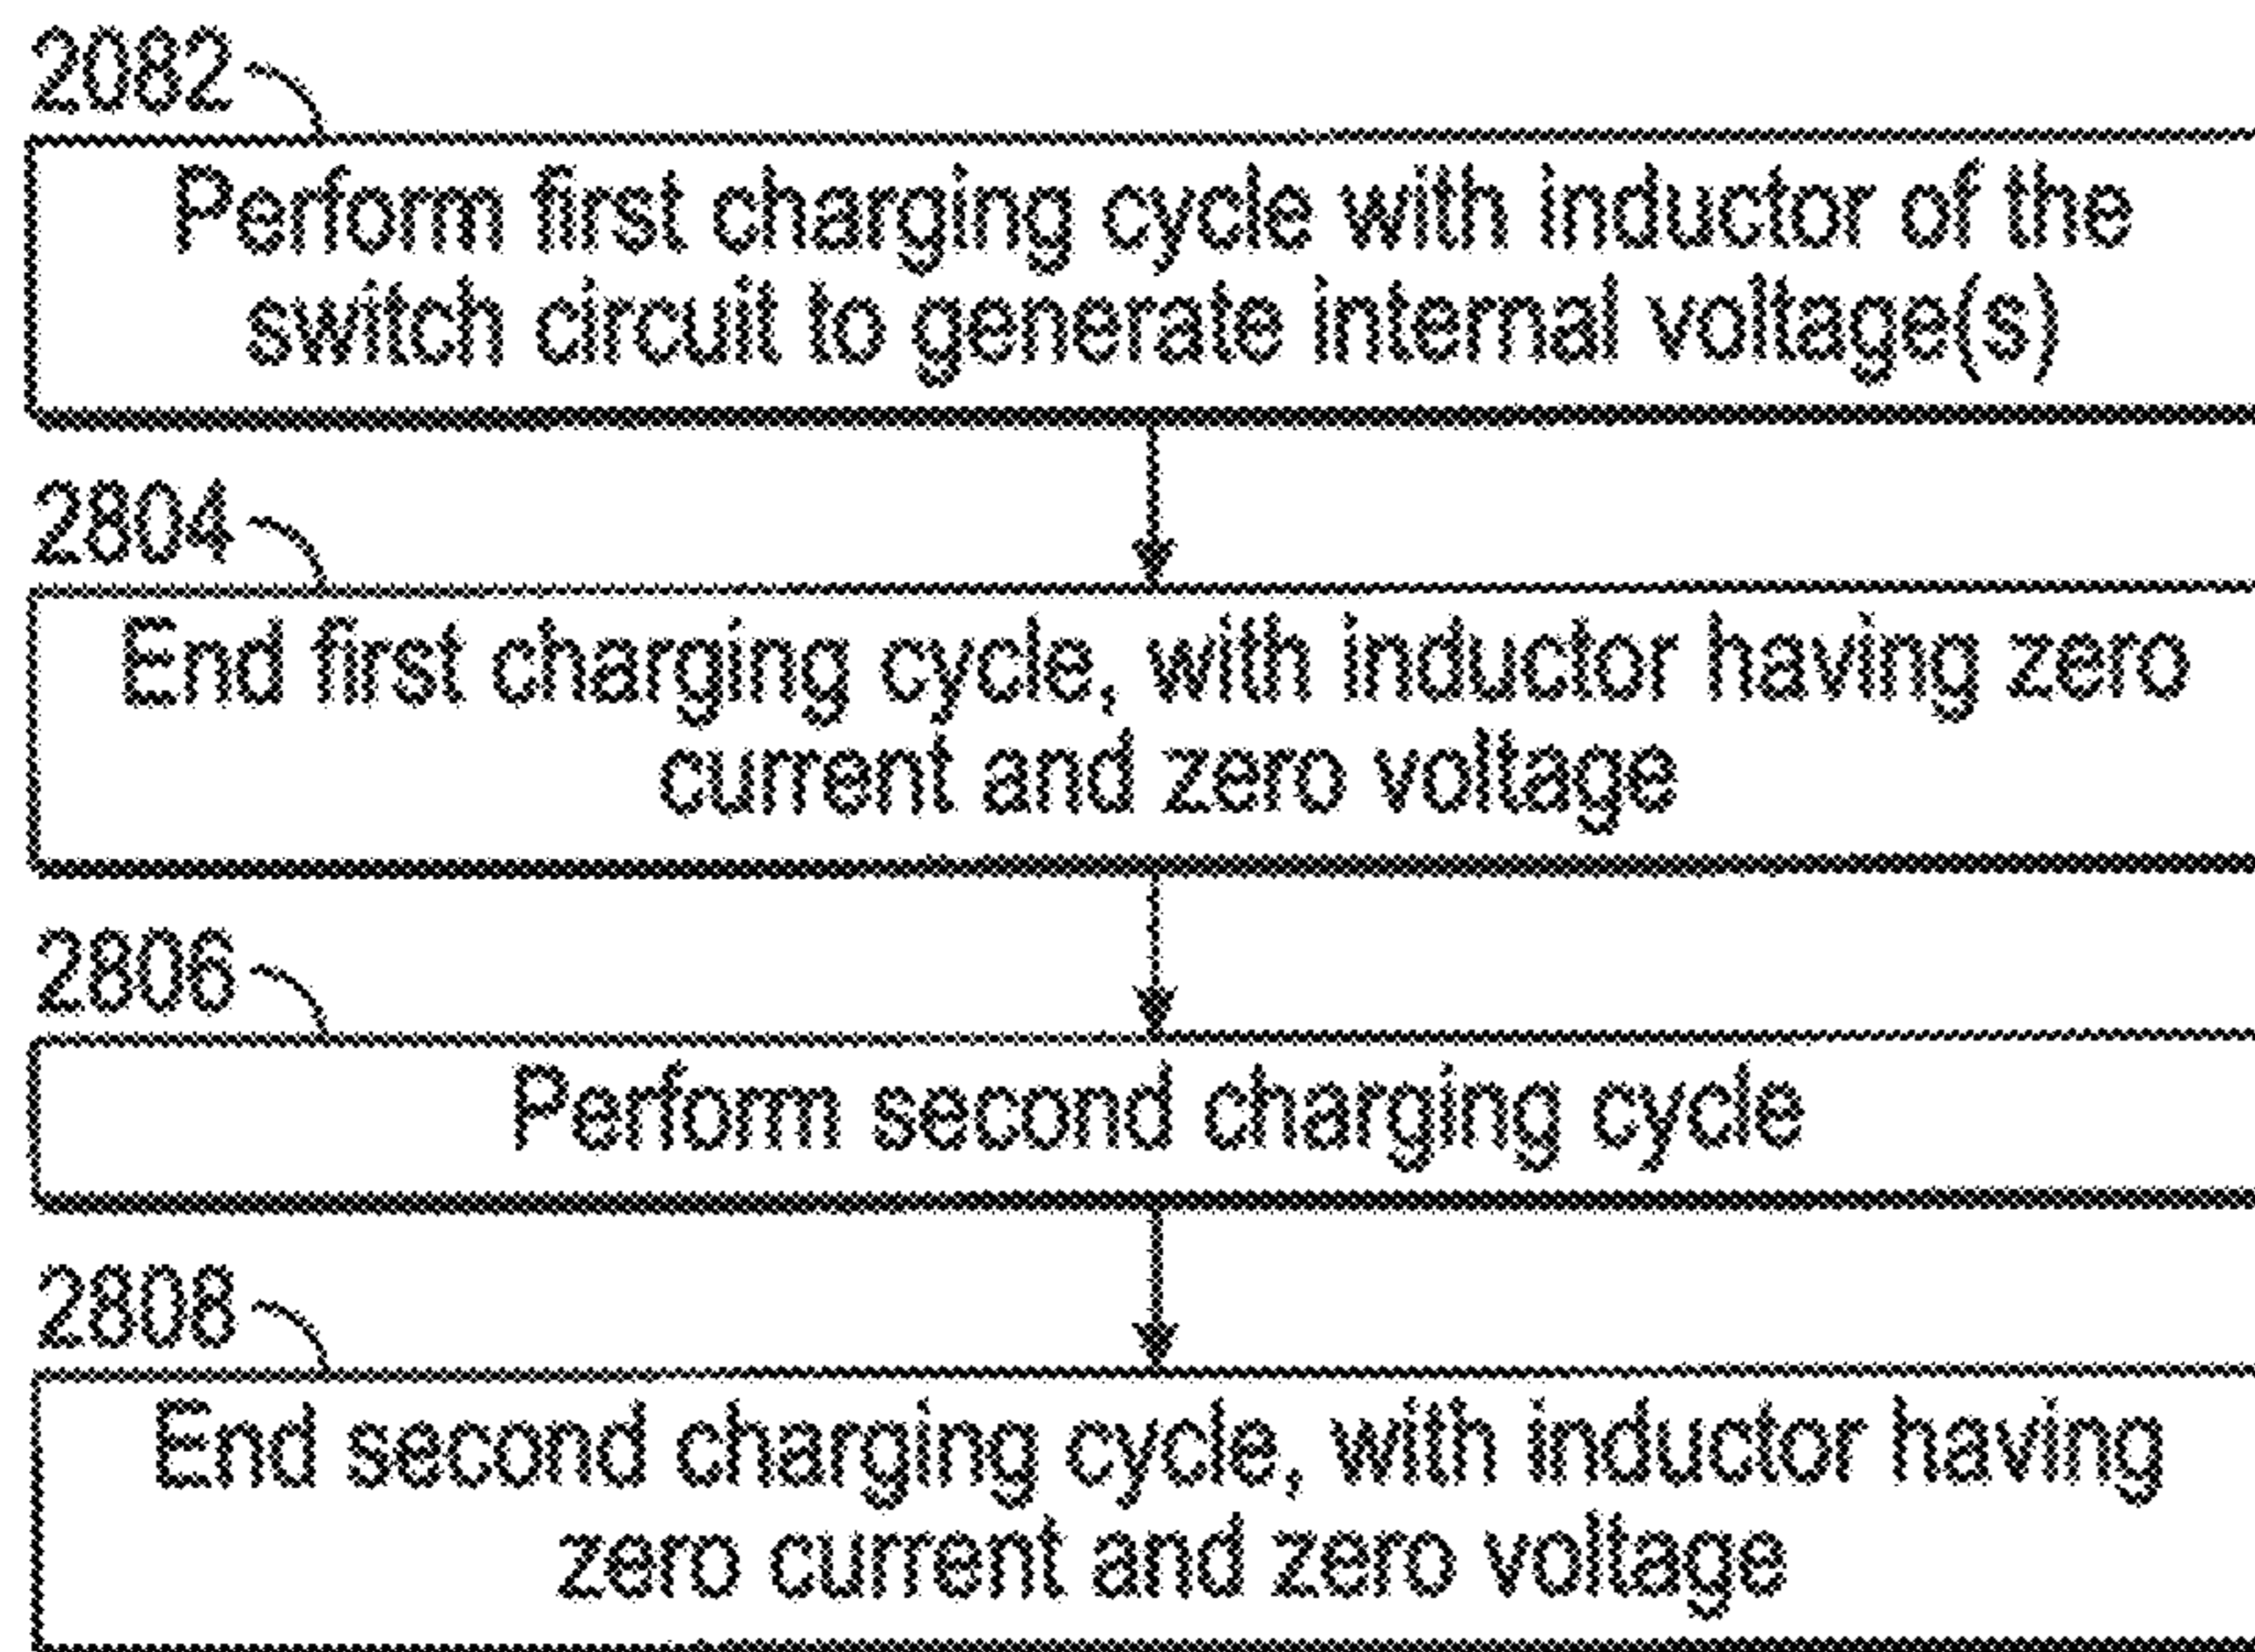 2082
Perform first charging cycle with inductor of the
switch circuit to generate internal voltage(s)
2804
End first charging cycle, with inductor having zero
current and zero voltage
2806
Perform second charging cycle
2808
End second charging cycle, with inductor having
zero current and zero voltage